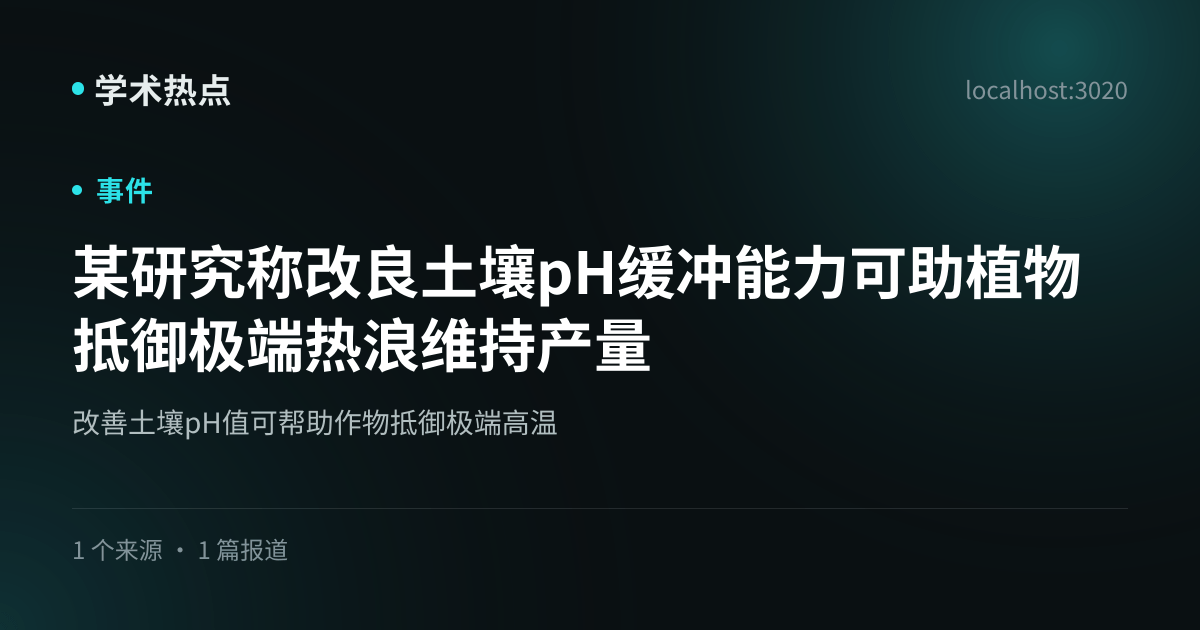 学术热点
localhost:3020
事件
某研究称改良土壤pH缓冲能力可助植物
抵御极端热浪维持产量
改善土壤pH值可帮助作物抵御极端高温
1 个来源 · 1 篇报道